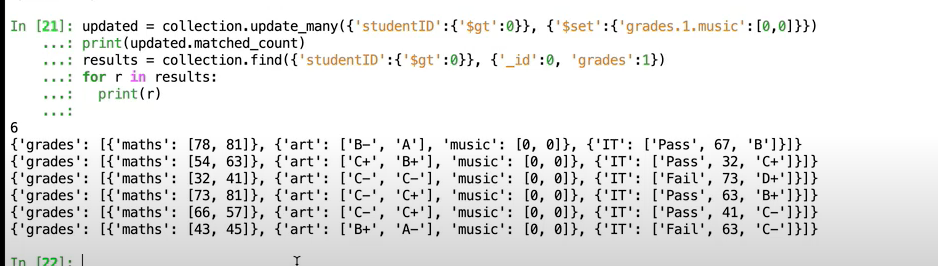 In [21]: updated = collection.update_many({'studentID':{'$gt':0}}, {'$set':{'grades.1.music':[0,0]}})
...: print(updated.matched_count)
...: results = collection.find({'studentID':{'$gt':0}}, {'_id':0, 'grades':1})
...: for r in results:
...:   print(r)
...:
6
{'grades': [{'maths': [78, 81]}, {'art': ['B-', 'A'], 'music': [0, 0]}, {'IT': ['Pass', 67, 'B']}]}
{'grades': [{'maths': [54, 63]}, {'art': ['C+', 'B+'], 'music': [0, 0]}, {'IT': ['Pass', 32, 'C+']}]}
{'grades': [{'maths': [32, 41]}, {'art': ['C-', 'C-'], 'music': [0, 0]}, {'IT': ['Fail', 73, 'D+']}]}
{'grades': [{'maths': [73, 81]}, {'art': ['C-', 'C+'], 'music': [0, 0]}, {'IT': ['Pass', 63, 'B+']}]}
{'grades': [{'maths': [66, 57]}, {'art': ['C-', 'C+'], 'music': [0, 0]}, {'IT': ['Pass', 41, 'C-']}]}
{'grades': [{'maths': [43, 45]}, {'art': ['B+', 'A-'], 'music': [0, 0]}, {'IT': ['Fail', 63, 'C-']}]}
In [22]: